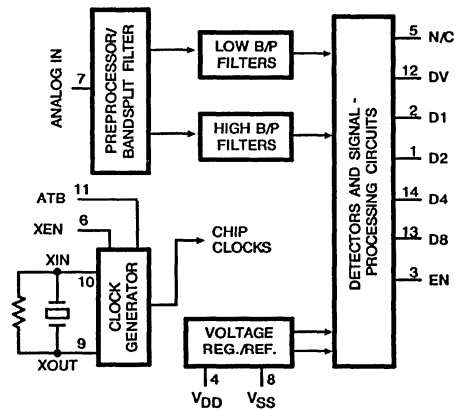 ANALOG IN
7
PREPROCESSOR/
BANDSPLIT FILTER
LOW B/P
FILTERS
HIGH B/P
FILTERS
DETECTORS AND SIGNAL -
PROCESSING CIRCUITS
5 N/C
12 DV
2 D1
1 D2
14 D4
13 D8
3 EN
ATB 11
XEN 6
XIN
10
CLOCK
GENERATOR
9
XOUT
CHIP
CLOCKS
VOLTAGE
REG./REF.
4 8
VDD VSS